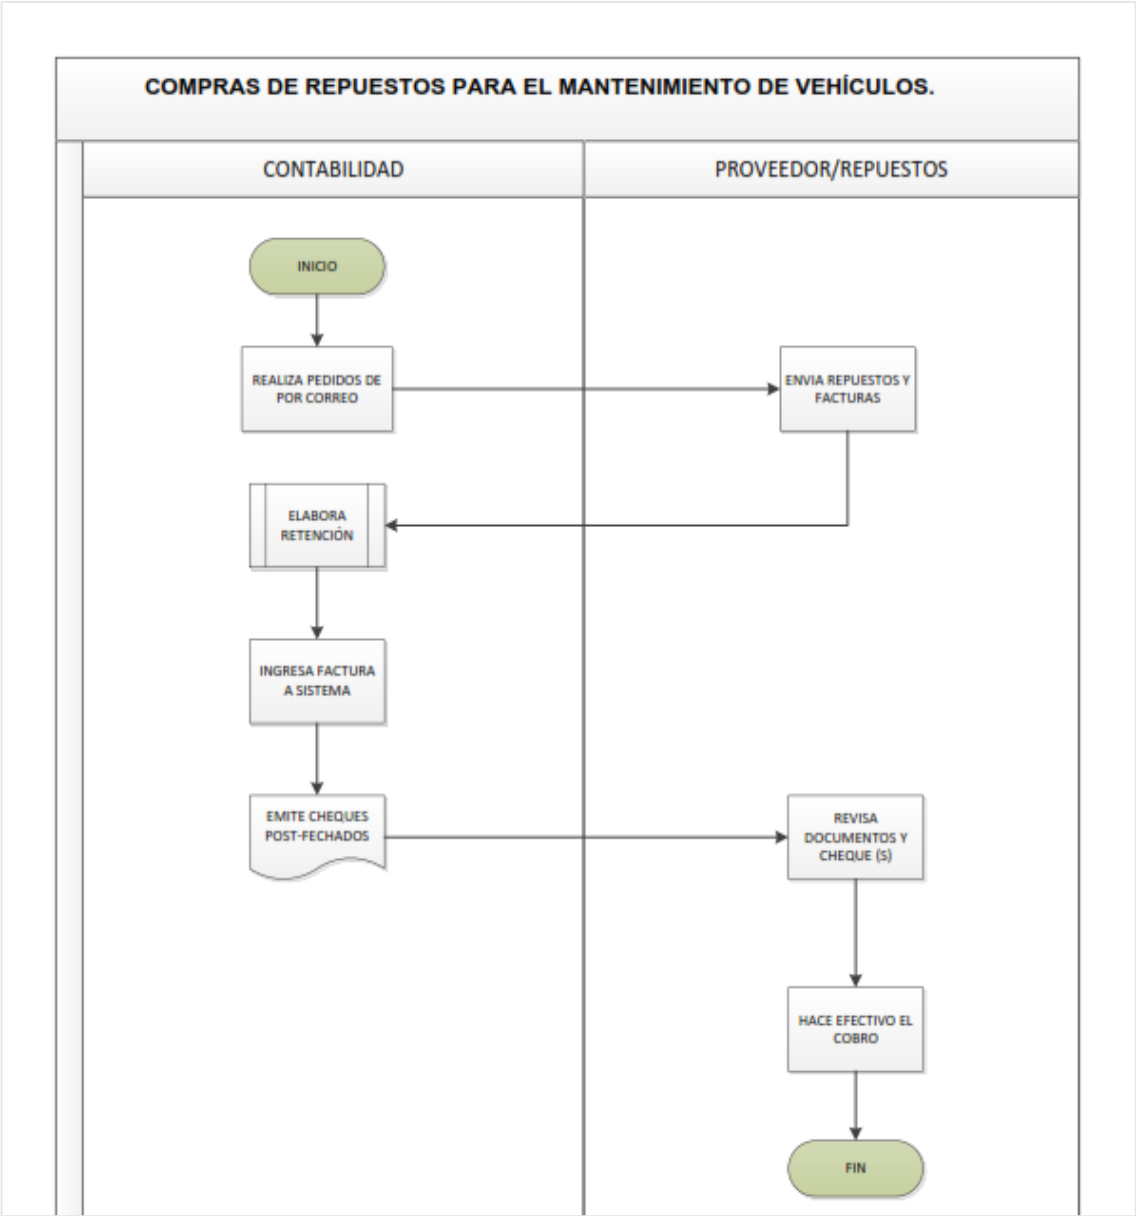 COMPRAS DE REPUESTOS PARA EL MANTENIMIENTO DE VEHÍCULOS.
CONTABILIDAD
PROVEEDOR/REPUESTOS
INICIO
REALIZA PEDIDOS DE
POR CORREO
ENVIA REPUESTOS Y
FACTURAS
ELABORA
RETENCIÓN
INGRESA FACTURA
A SISTEMA
EMITE CHEQUES
POST-FECHADOS
REVISA
DOCUMENTOS Y
CHEQUE (S)
HACE EFECTIVO EL
COBRO
FIN